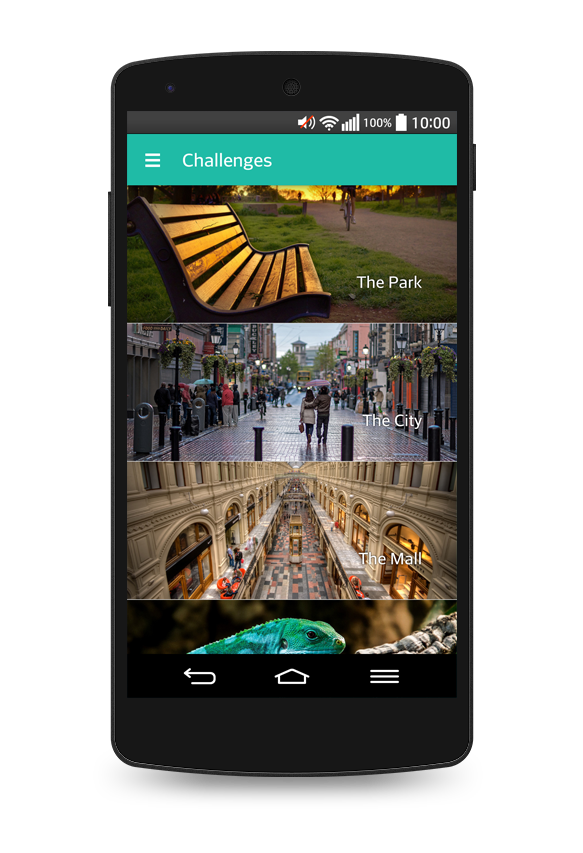 100% 10:00
Challenges
The Park
The City
The Mall